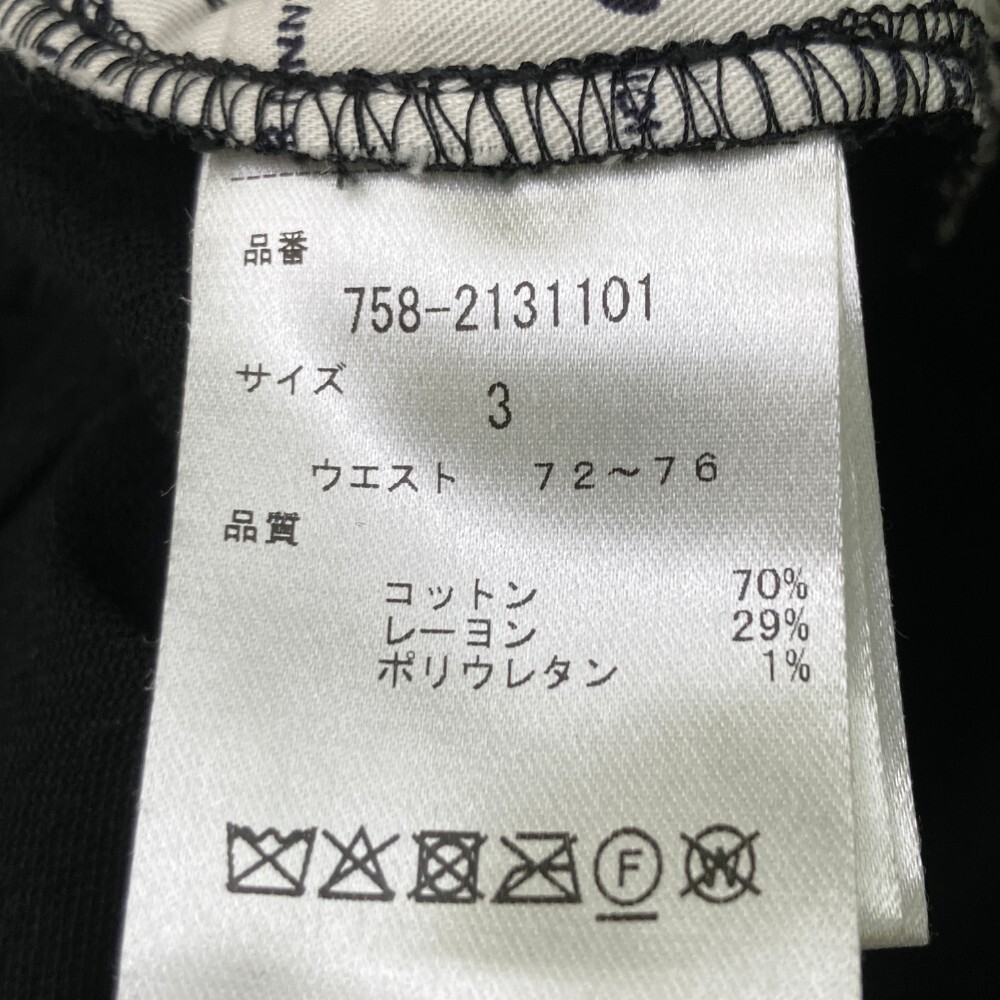 品番
758-2131101
サイズ 3
ウエスト 72~76
品質
コットン 70%
レーヨン 29%
ポリウレタン 1%
F W